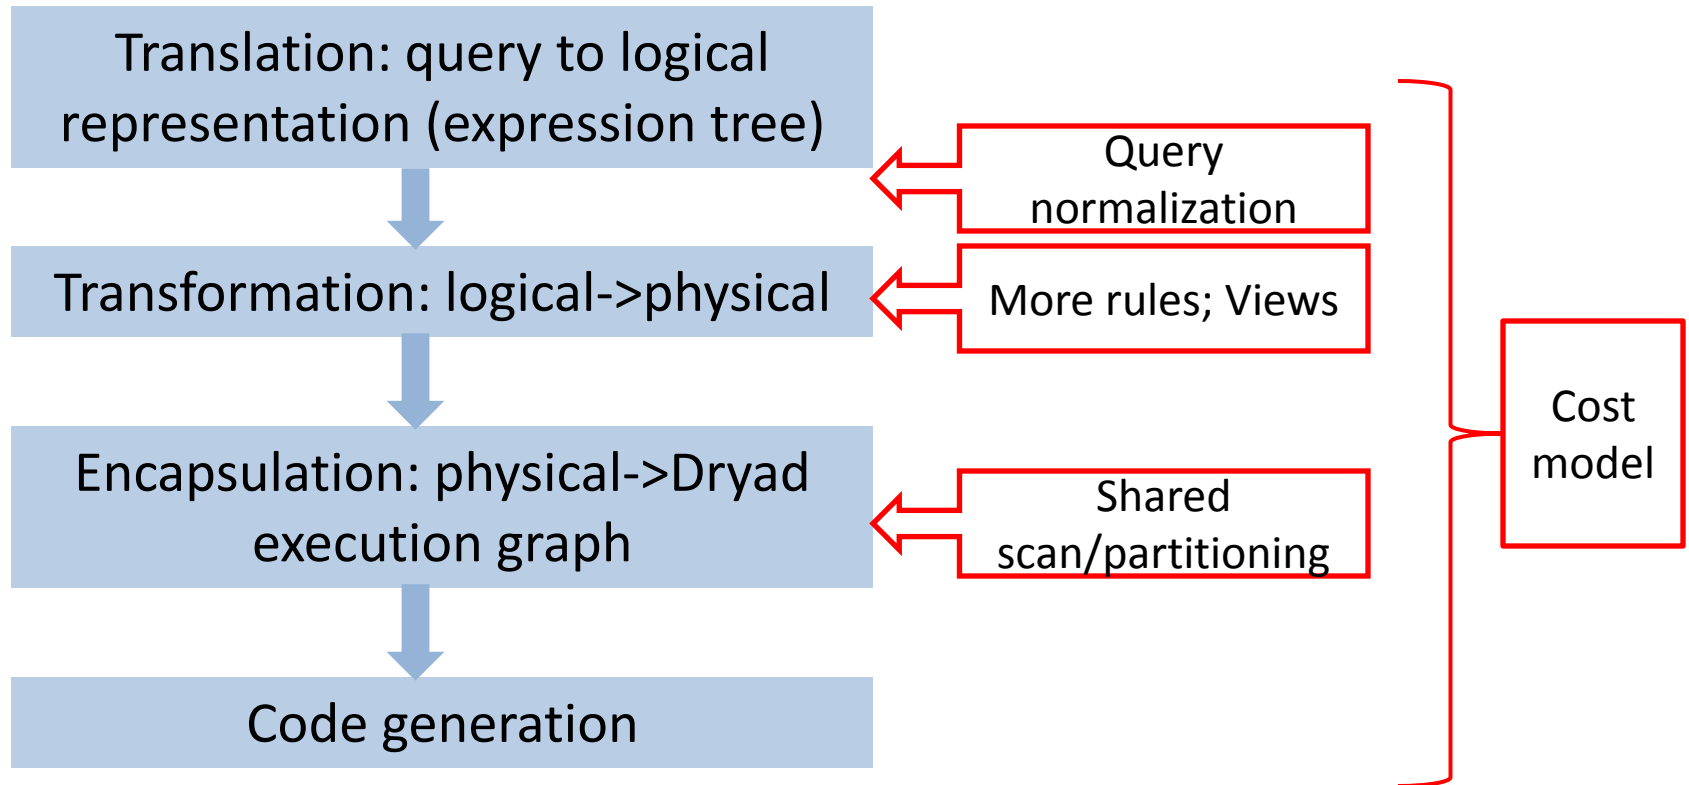 Translation: query to logical
representation (expression tree)
Query
normalization
Transformation: logical->physical
More rules; Views
Cost
model
Encapsulation: physical->Dryad
execution graph
Shared
scan/partitioning
Code generation